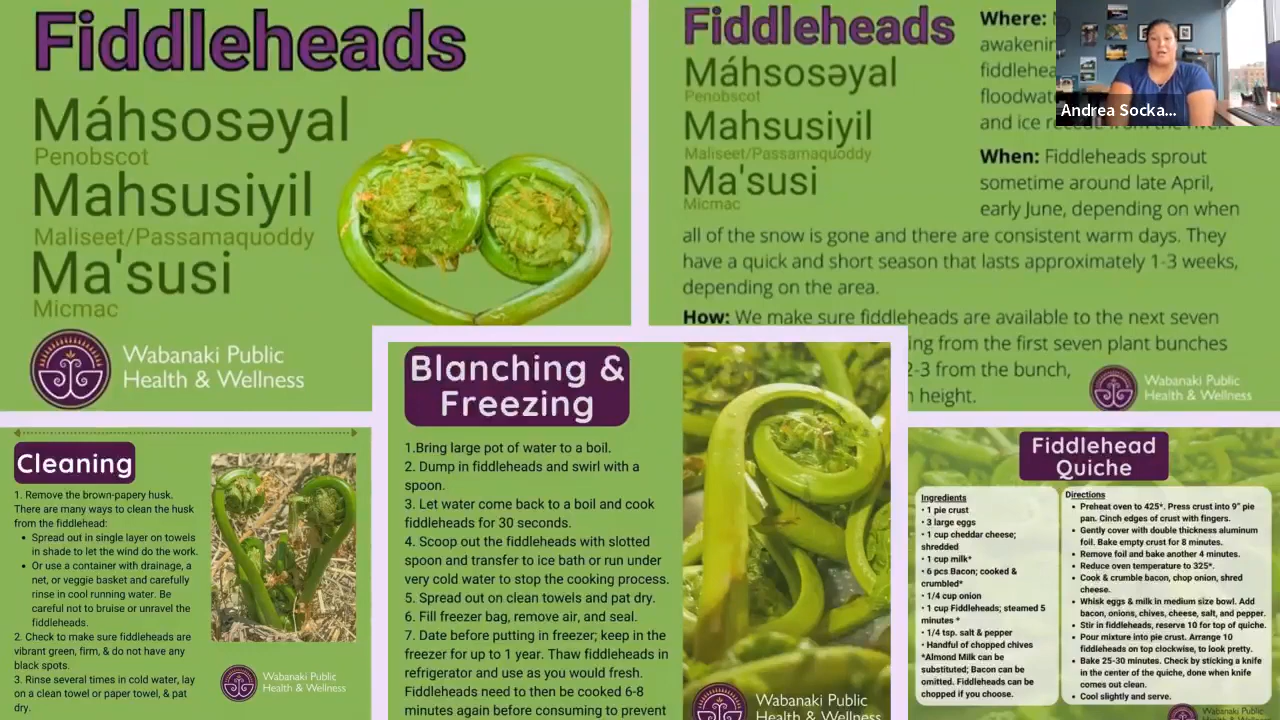 Fiddleheads
Máhsosəyal
Penobscot
Mahsusiyil
Maliseet/Passamaquoddy
Ma'susi
Micmac
Wabanaki Public
Health & Wellness
Fiddleheads
Máhsosəyal
Penobscot
Mahsusiyil
Maliseet/Passamaquoddy
Ma'susi
Micmac
Where:
When: Fiddleheads sprout
sometime around late April,
early June, depending on when
all of the snow is gone and there are consistent warm days. They
have a quick and short season that lasts approximately 1-3 weeks,
depending on the area.
How: We make sure fiddleheads are available to the next seven
from the first seven plant bunches
2-3 from the bunch,
height.
Wabanaki Public
Health & Wellness
Andrea Socka...
Cleaning
1. Remove the brown-papery husk.
There are many ways to clean the husk
from the fiddlehead:
• Spread out in single layer on towels
in shade to let the wind do the work.
• Or use a container with drainage, a
net, or veggie basket and carefully
rinse in cool running water. Be
careful not to bruise or unravel the
fiddleheads.
2. Check to make sure fiddleheads are
vibrant green, firm, & do not have any
black spots.
3. Rinse several times in cold water, lay
on a clean towel or paper towel, & pat
dry.
Wabanaki Public
Health & Wellness
Blanching &
Freezing
1.Bring large pot of water to a boil.
2. Dump in fiddleheads and swirl with a
spoon.
3. Let water come back to a boil and cook
fiddleheads for 30 seconds.
4. Scoop out the fiddleheads with slotted
spoon and transfer to ice bath or run under
very cold water to stop the cooking process.
5. Spread out on clean towels and pat dry.
6. Fill freezer bag, remove air, and seal.
7. Date before putting in freezer; keep in the
freezer for up to 1 year. Thaw fiddleheads in
refrigerator and use as you would fresh.
Fiddleheads need to then be cooked 6-8
minutes again before consuming to prevent
Wabanaki Public
Fiddlehead
Quiche
Ingredients
• 1 pie crust
• 3 large eggs
• 1 cup cheddar cheese;
shredded
• 1 cup milk*
• 6 pcs Bacon; cooked &
crumbled*
• 1/4 cup onion
• 1 cup Fiddleheads; steamed 5
minutes *
• 1/4 tsp. salt & pepper
• Handful of chopped chives
*Almond Milk can be
substituted; Bacon can be
omitted. Fiddleheads can be
chopped if you choose.
Directions
• Preheat oven to 425*. Press crust into 9” pie
pan. Cinch edges of crust with fingers.
• Gently cover with double thickness aluminum
foil. Bake empty crust for 8 minutes.
• Remove foil and bake another 4 minutes.
• Reduce oven temperature to 325*.
• Cook & crumble bacon, chop onion, shred
cheese.
• Whisk eggs & milk in medium size bowl. Add
bacon, onions, chives, cheese, salt, and pepper.
• Stir in fiddleheads, reserve 10 for top of quiche.
• Pour mixture into pie crust. Arrange 10
fiddleheads on top clockwise, to look pretty.
• Bake 25-30 minutes. Check by sticking a knife
in the center of the quiche, done when knife
comes out clean.
• Cool slightly and serve.
Wabanaki Public